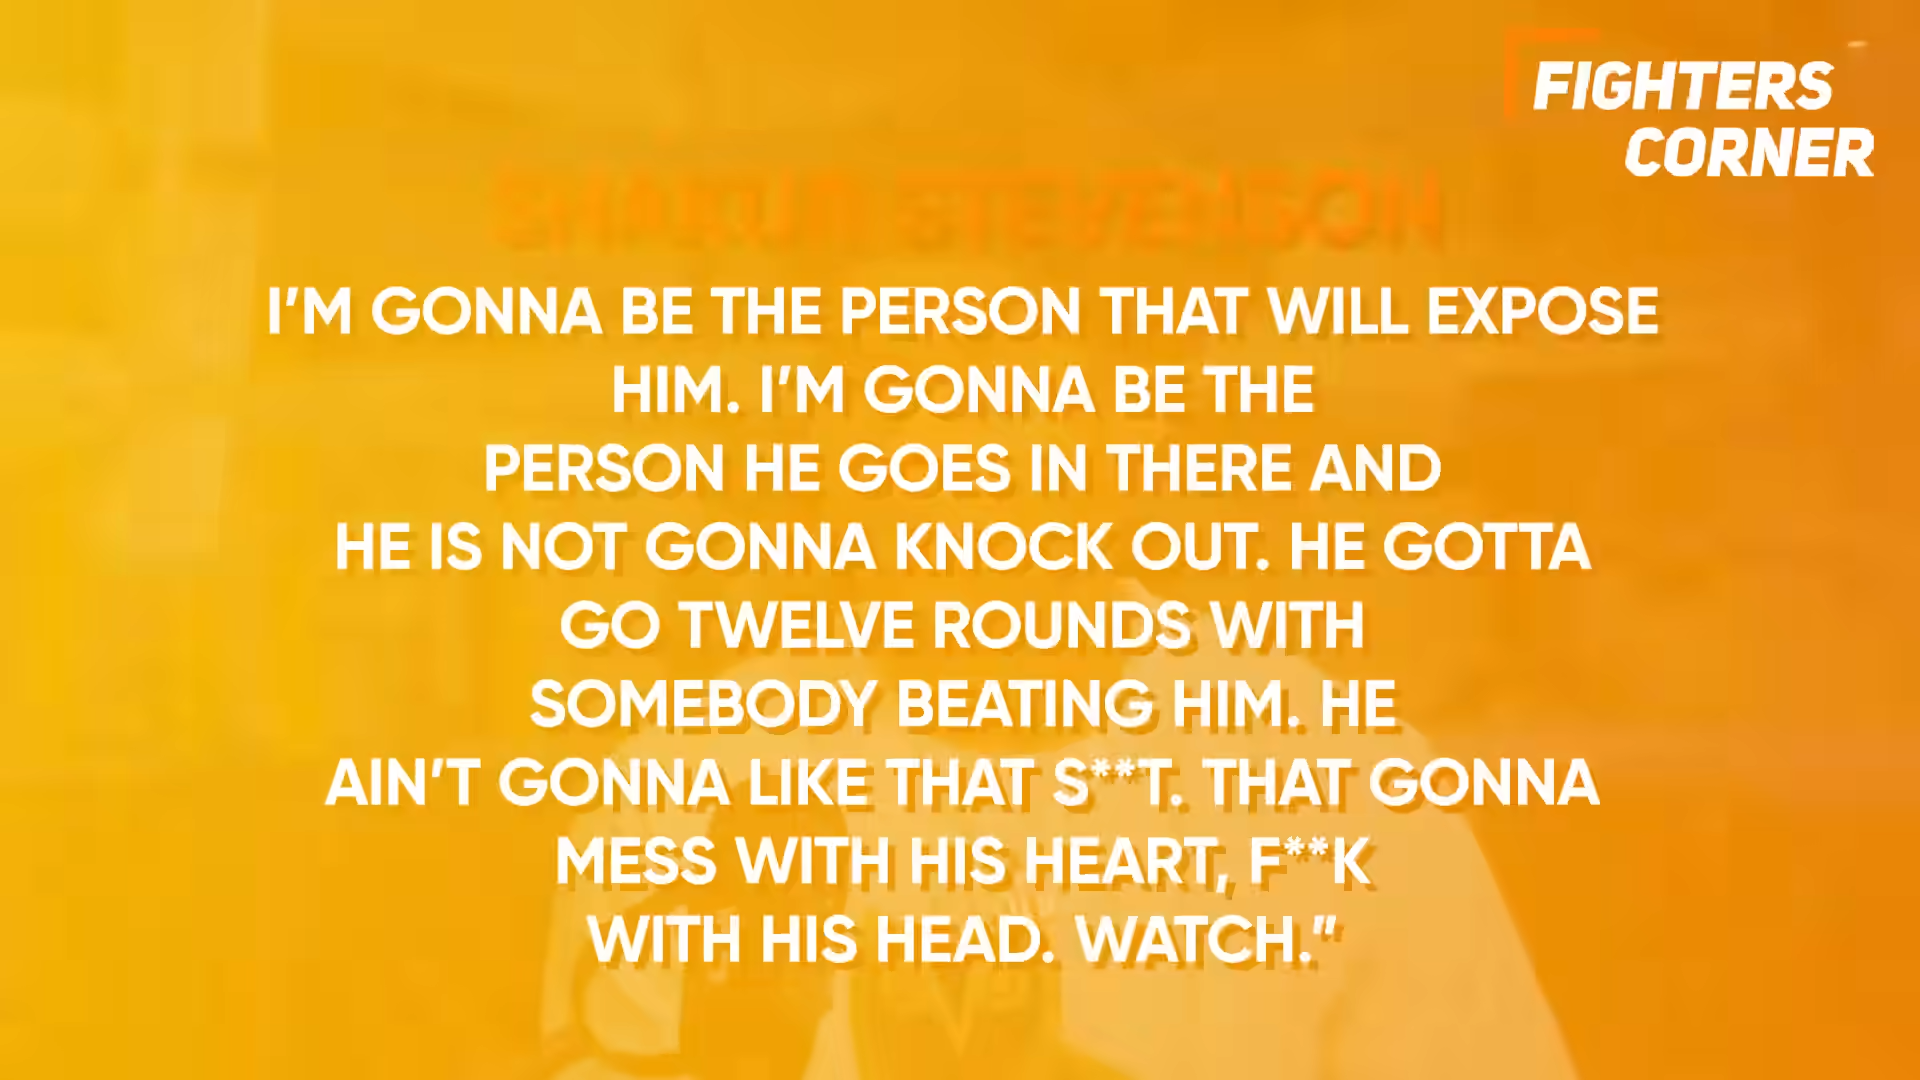 FIGHTERS
CORNER
SHAKUR STEVENSON
I'M GONNA BE THE PERSON THAT WILL EXPOSE
HIM. I'M GONNA BE THE
PERSON HE GOES IN THERE AND
HE IS NOT GONNA KNOCK OUT. HE GOTTA
GO TWELVE ROUNDS WITH
SOMEBODY BEATING HIM. HE
AIN'T GONNA LIKE THAT S**T. THAT GONNA
MESS WITH HIS HEART, F**K
WITH HIS HEAD. WATCH."